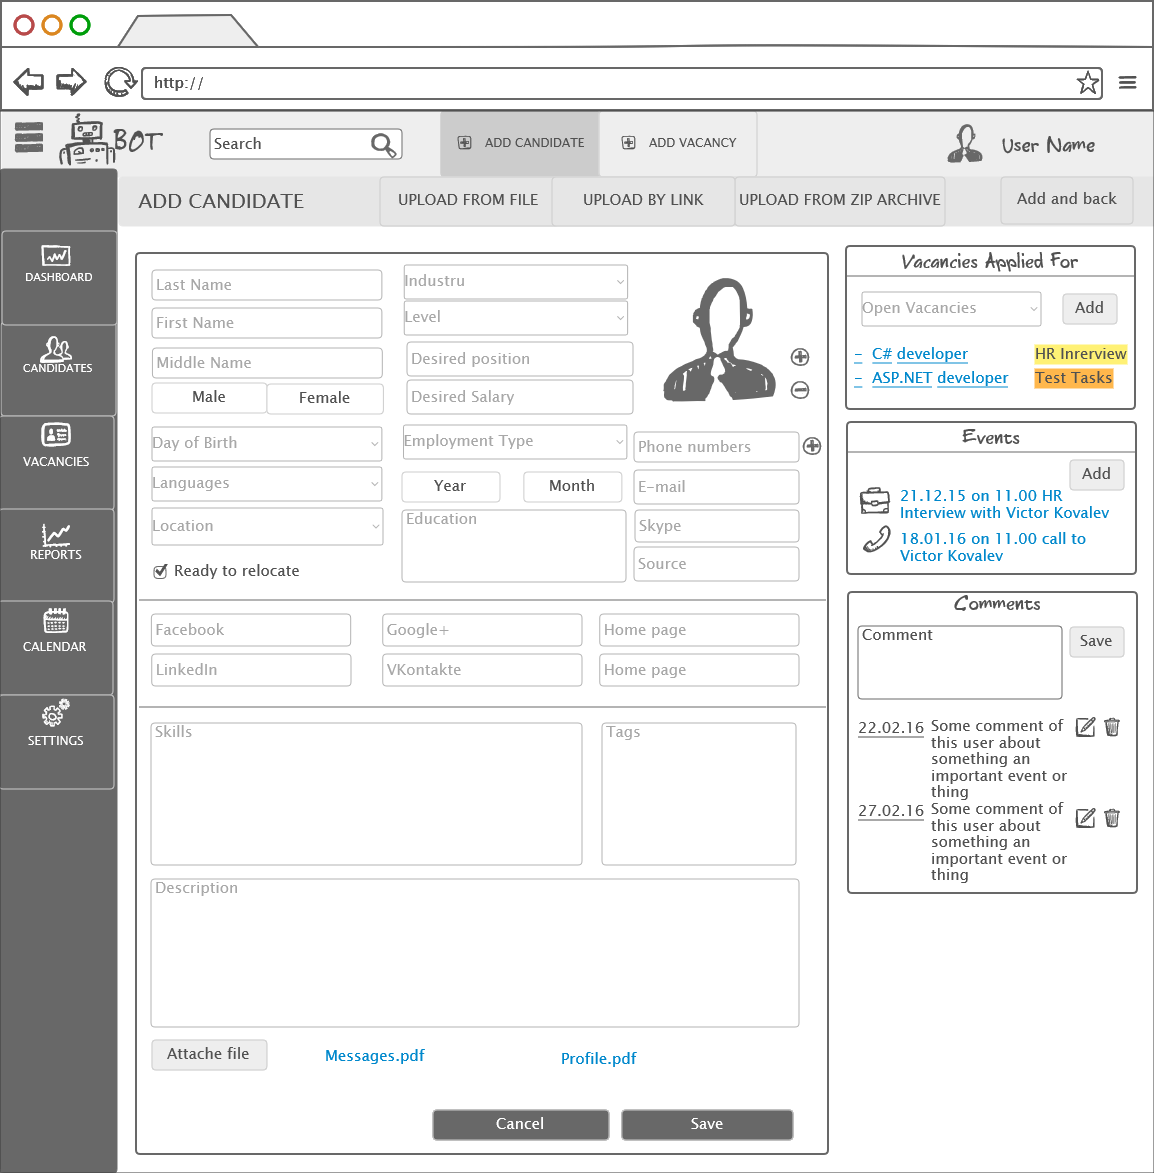 http://
BOT
Search
ADD CANDIDATE
ADD VACANCY
User Name
ADD CANDIDATE
UPLOAD FROM FILE
UPLOAD BY LINK
UPLOAD FROM ZIP ARCHIVE
Add and back
DASHBOARD
CANDIDATES
VACANCIES
REPORTS
CALENDAR
SETTINGS
Last Name
First Name
Middle Name
Male
Female
Day of Birth
Languages
Location
Ready to relocate
Industru
Level
Desired position
Desired Salary
Employment Type
Year
Month
Education
Phone numbers
E-mail
Skype
Source
Facebook
Google+
Home page
LinkedIn
VKontakte
Home page
Skills
Tags
Description
Attache file
Messages.pdf
Profile.pdf
Cancel
Save
Vacancies Applied For
Open Vacancies
Add
- C# developer
HR Inrerview
- ASP.NET developer
Test Tasks
Events
Add
21.12.15 on 11.00 HR
Interview with Victor Kovalev
18.01.16 on 11.00 call to
Victor Kovalev
Comments
Comment
Save
22.02.16
Some comment of
this user about
something an
important event or
thing
27.02.16
Some comment of
this user about
something an
important event or
thing